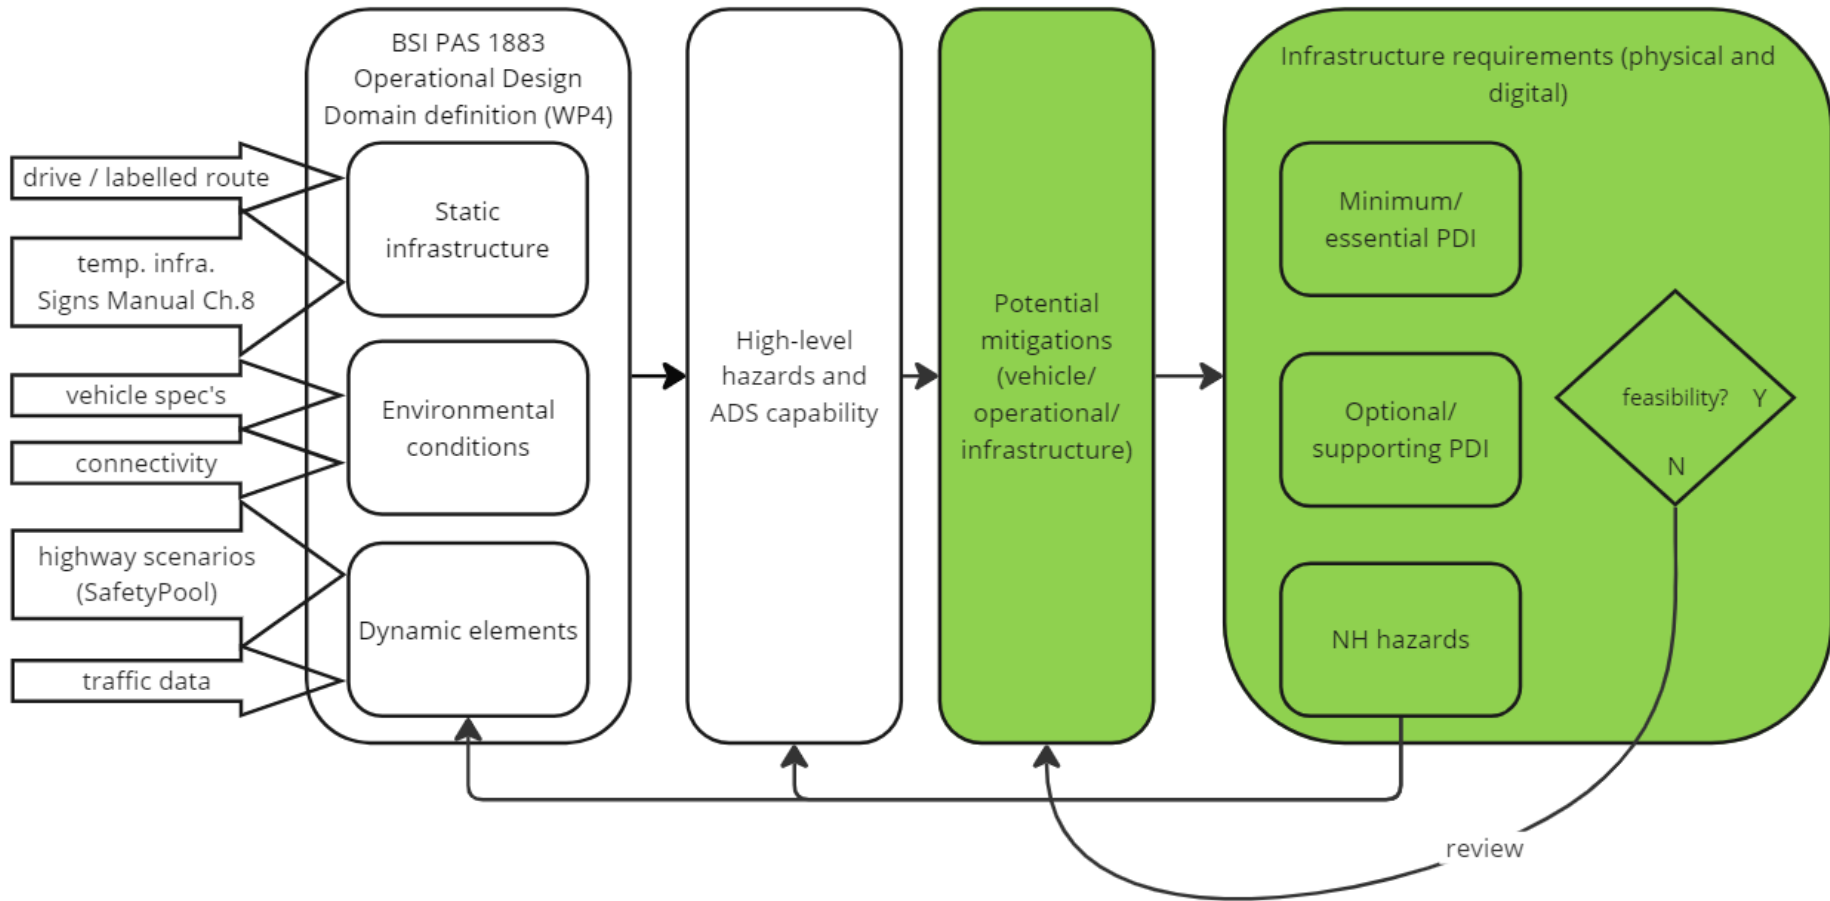 BSI PAS 1883
Operational Design
Domain definition (WP4)
drive / labelled route
temp. infra.
Signs Manual Ch.8
vehicle spec's
connectivity
highway scenarios
(SafetyPool)
traffic data
Static
infrastructure
Environmental
conditions
Dynamic elements
High-level
hazards and
ADS capability
Potential
mitigations
(vehicle/
operational/
infrastructure)
Infrastructure requirements (physical and
digital)
Minimum/
essential PDI
Optional/
supporting PDI
NH hazards
feasibility? Y
N
review